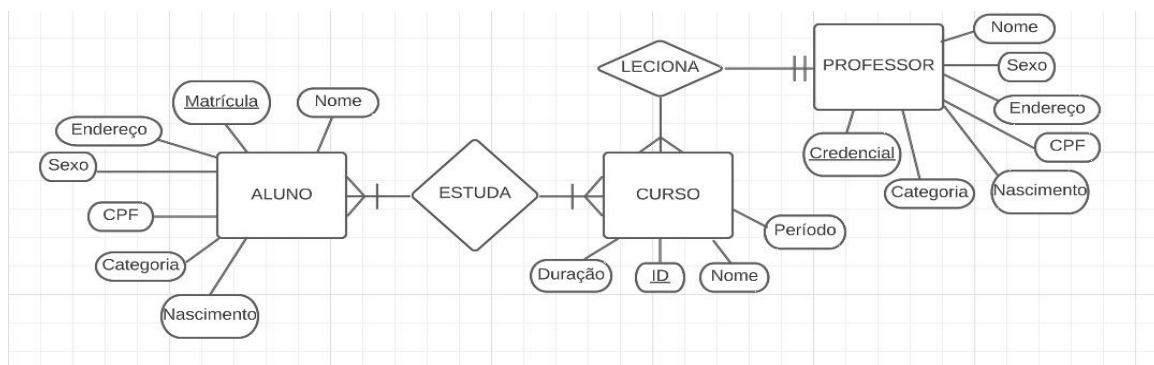 Nome
LECIONA
PROFESSOR
Sexo
Matrícula
Nome
Endereço
Endereço
CPF
Credencial
Sexo
Categoria
Nascimento
ALUNO
ESTUDA
CURSO
CPF
Período
Categoria
Duração
ID
Nome
Nascimento